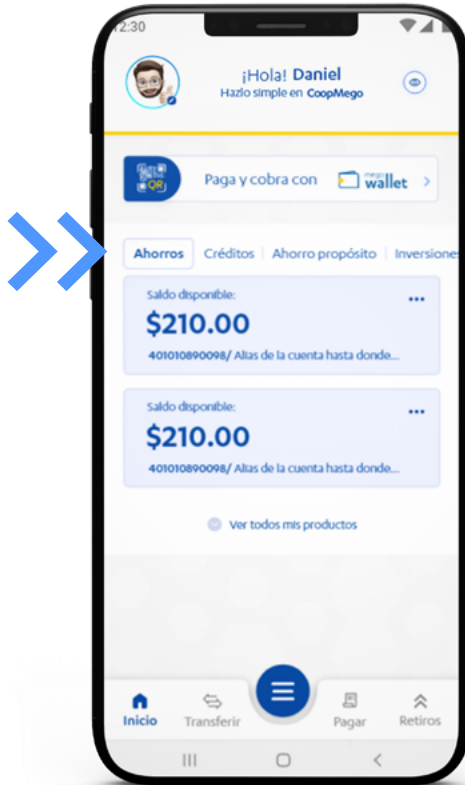 12:30
¡Hola! Daniel
Hazlo simple en CoopMego
QR
Paga y cobra con mego wallet >
Ahorros Créditos Ahorro propósito Inversiones
Saldo disponible:
$210.00
401010890098/ Alias de la cuenta hasta donde...
Saldo disponible:
$210.00
401010890098/ Alias de la cuenta hasta donde...
Ver todos mis productos
Inicio Transferir Pagar Retiros